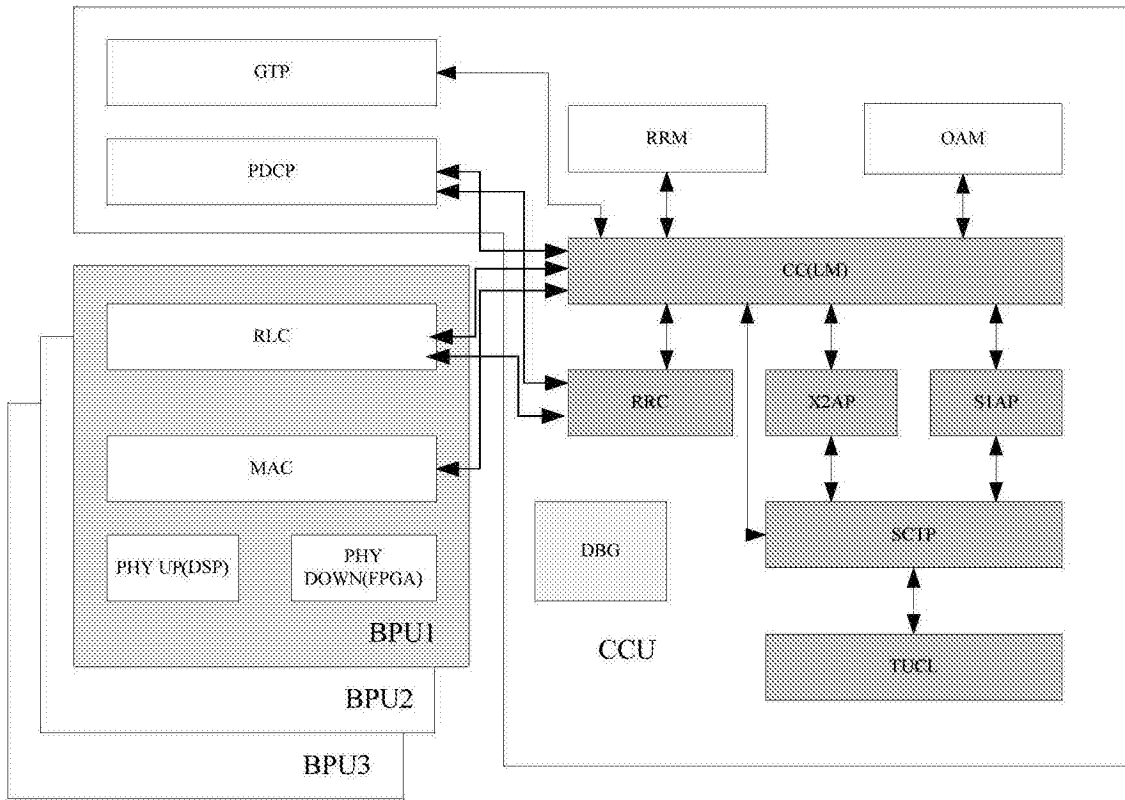 GTP
RRM
OAM
PDCP
CC(LM)
RLC
RRC
X2AP
S1AP
MAC
SCTP
DBG
PHY UP(DSP)
PHY
DOWN(FPGA)
BPU1
CCU
TUCL
BPU2
BPU3